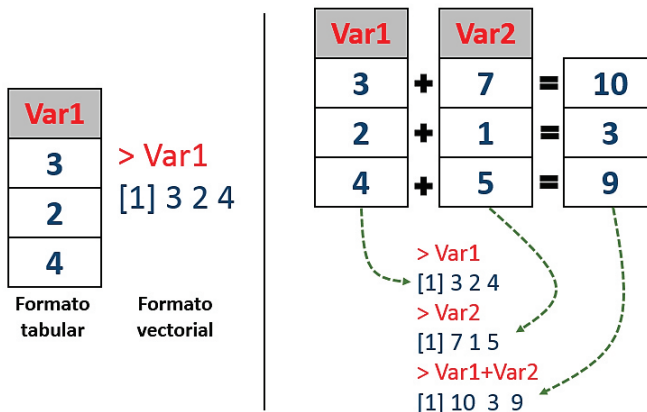 Var1
3
2
4
Formato
tabular
> Var1
[1] 3 2 4
Formato
vectorial
Var1 Var2
3 + 7 = 10
2 + 1 = 3
4 + 5 = 9
> Var1
[1] 3 2 4
> Var2
[1] 7 1 5
> Var1+Var2
[1] 10 3 9